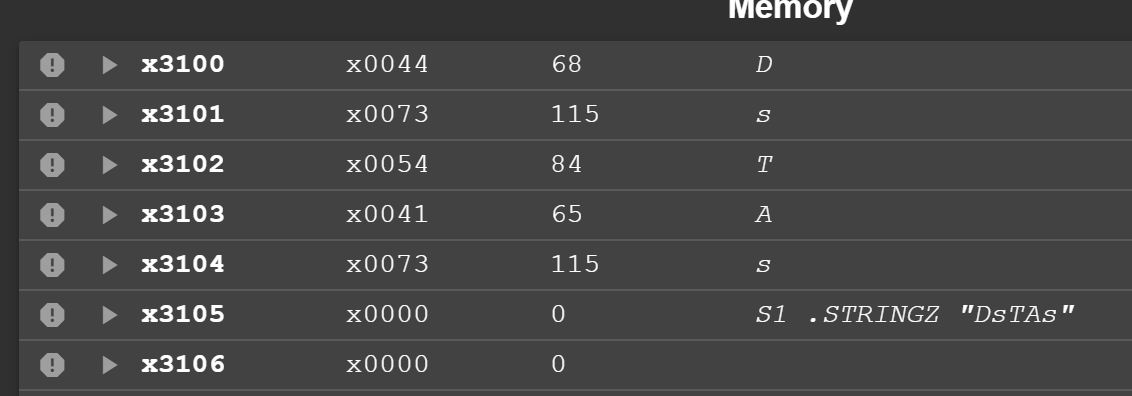 Memory
x3100 x0044 68 D
x3101 x0073 115 s
x3102 x0054 84 T
x3103 x0041 65 A
x3104 x0073 115 s
x3105 x0000 0 S1 .STRINGZ "DsTAs"
x3106 x0000 0